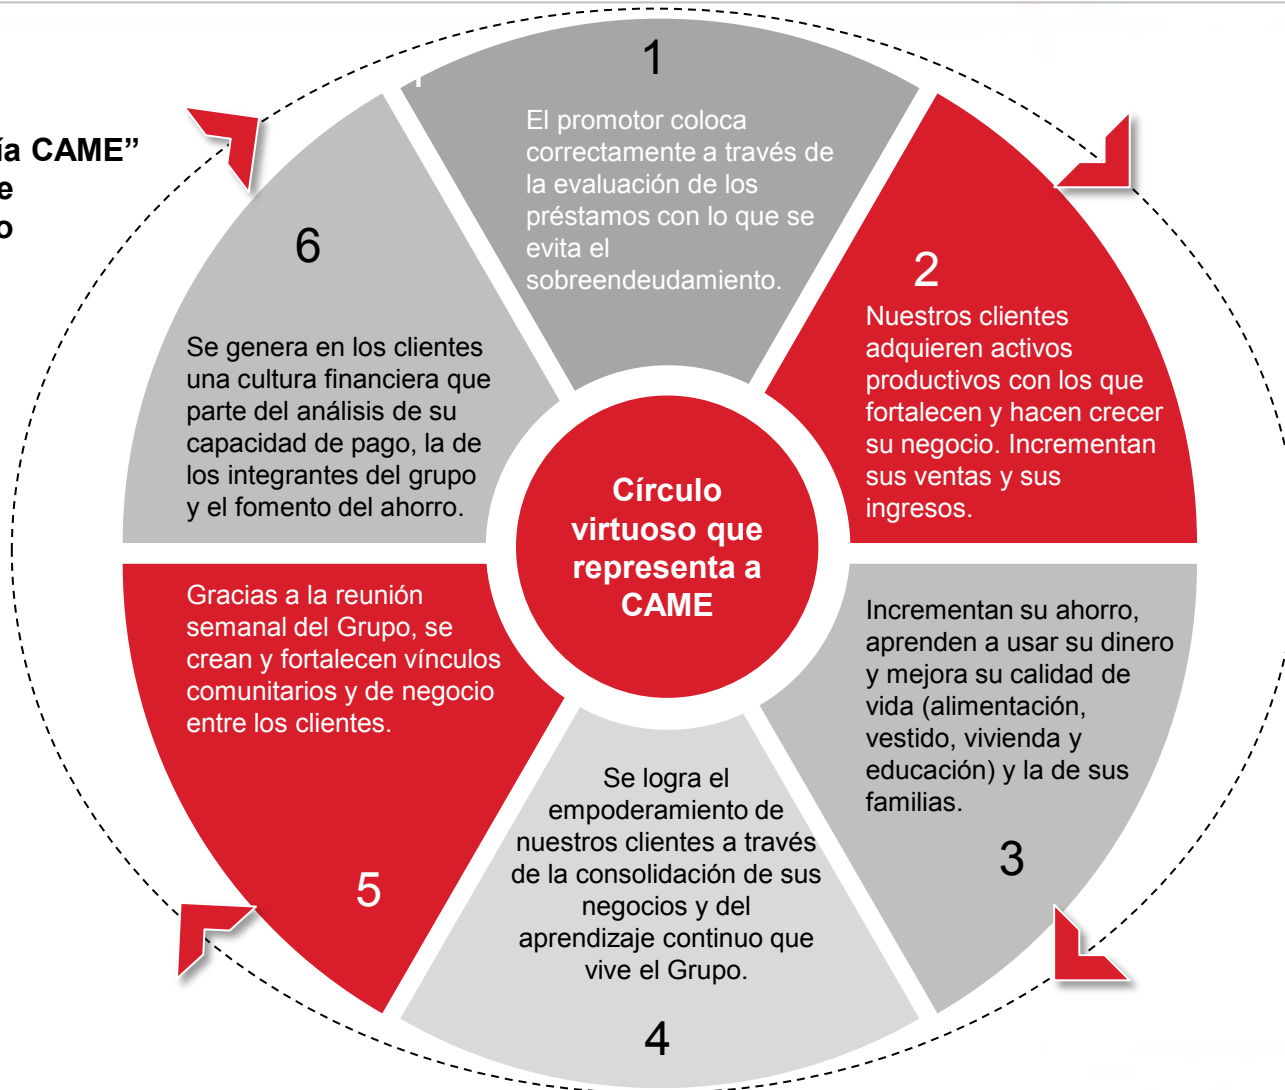 ía CAME”
e
o
1
El promotor coloca
correctamente a través de
la evaluación de los
préstamos con lo que se
evita el
sobreendeudamiento.
2
Nuestros clientes
adquieren activos
productivos con los que
fortalecen y hacen crecer
su negocio. Incrementan
sus ventas y sus
ingresos.
Incrementan su ahorro,
aprenden a usar su dinero
y mejora su calidad de
vida (alimentación,
vestido, vivienda y
educación) y la de sus
familias.
3
Se logra el
empoderamiento de
nuestros clientes a través
de la consolidación de sus
negocios y del
aprendizaje continuo que
vive el Grupo.
4
Gracias a la reunión
semanal del Grupo, se
crean y fortalecen vínculos
comunitarios y de negocio
entre los clientes.
5
6
Se genera en los clientes
una cultura financiera que
parte del análisis de su
capacidad de pago, la de
los integrantes del grupo
y el fomento del ahorro.
Círculo
virtuoso que
representa a
CAME